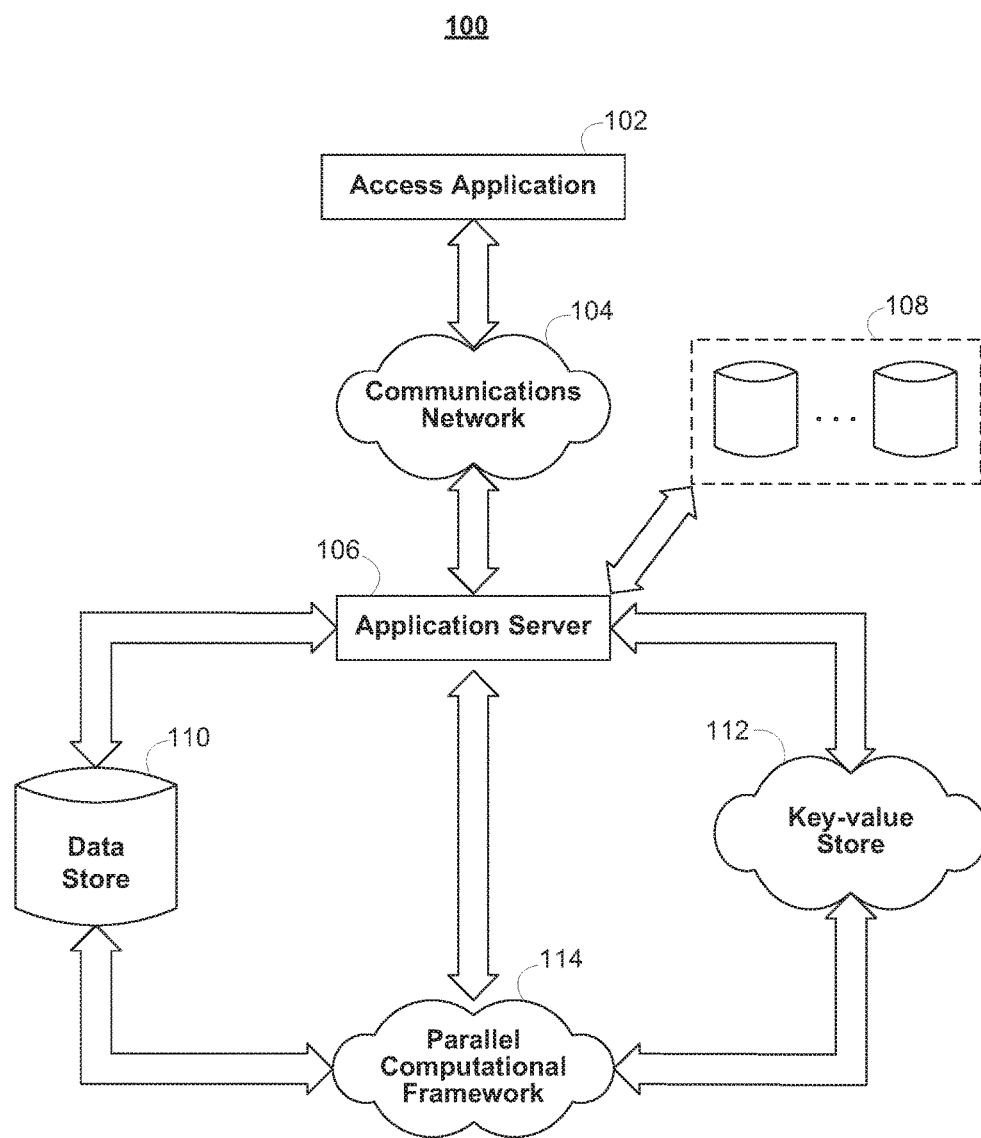 100
102
Access Application
104
Communications
Network
108
. . .
106
Application Server
110
Data
Store
112
Key-value
Store
114
Parallel
Computational
Framework